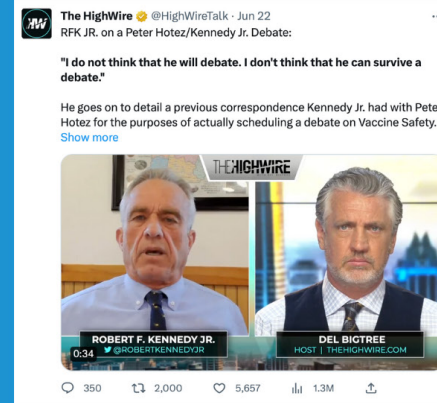 The HighWire @HighWireTalk · Jun 22
RFK JR. on a Peter Hotez/Kennedy Jr. Debate:
"I do not think that he will debate. I don't think that he can survive a
debate."
He goes on to detail a previous correspondence Kennedy Jr. had with Pete
Hotez for the purposes of actually scheduling a debate on Vaccine Safety.
Show more
THEHIGHWIRE
ROBERT F. KENNEDY JR.
@ROBERTKENNEDYJR
0:34
DEL BIGTREE
HOST | THEHIGHWIRE.COM
350 2,000 5,657 1.3M